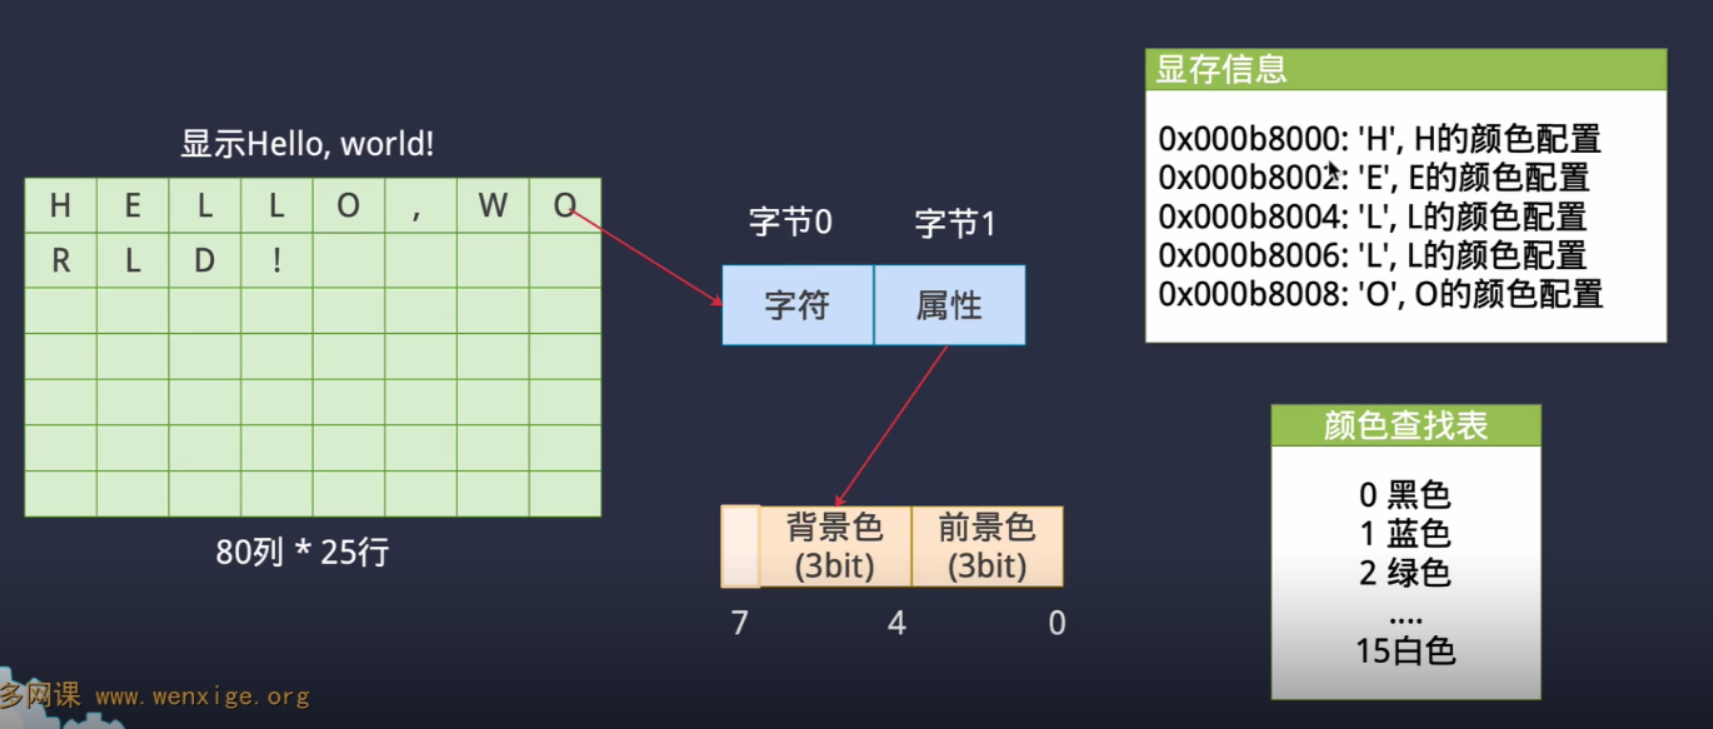 显示Hello, world!
H E L L O , W O
R L D !
80列 * 25行
字节0 字节1
字符 属性
背景色 前景色
(3bit) (3bit)
7 4 0
显存信息
0x000b8000: 'H', H的颜色配置
0x000b8002: 'E', E的颜色配置
0x000b8004: 'L', L的颜色配置
0x000b8006: 'L', L的颜色配置
0x000b8008: 'O', O的颜色配置
颜色查找表
0 黑色
1 蓝色
2 绿色
....
15白色
多网课 www.wenxige.org